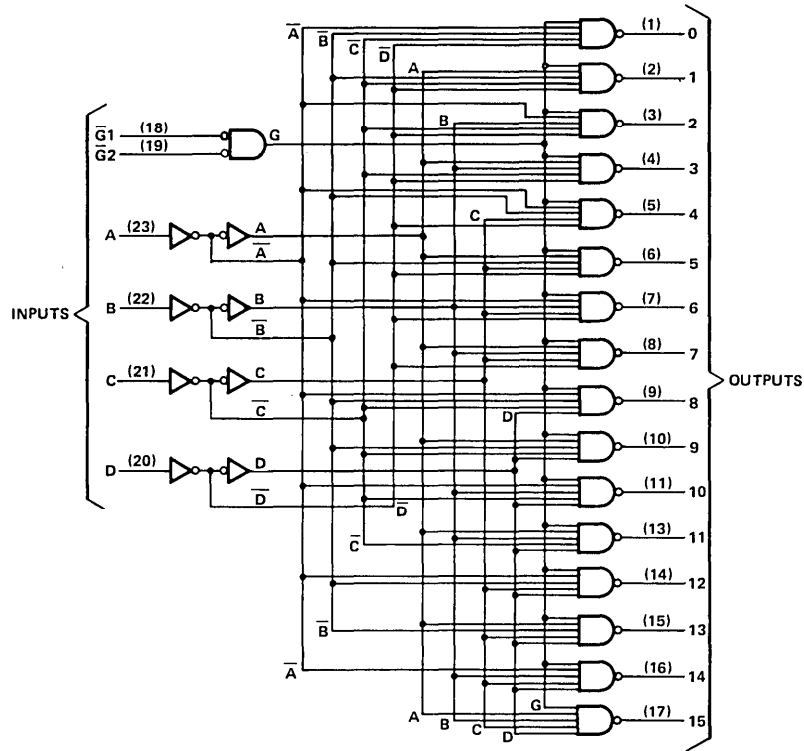 A̅
B̅
C̅
D̅
(1) 0
A
(2) 1
B
(3) 2
G̅1 (18)
G̅2 (19)
G
(4) 3
C
(5) 4
A (23)
A
A̅
(6) 5
B (22)
B
B̅
(7) 6
INPUTS
(8) 7
C (21)
C
C̅
OUTPUTS
(9) 8
D
(10) 9
D (20)
D
D̅
D̅
(11) 10
C̅
(13) 11
(14) 12
B̅
(15) 13
A̅
(16) 14
G
A
B
C
D
(17) 15